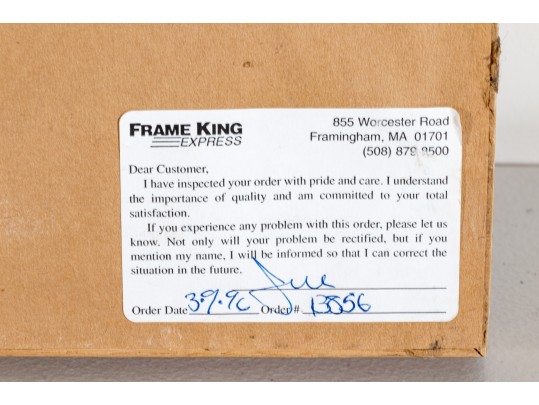 FRAME KING
EXPRESS
855 Worcester Road
Framingham, MA 01701
(508) 879 8500
Dear Customer,
I have inspected your order with pride and care. I understand
the importance of quality and am committed to your total
satisfaction.
If you experience any problem with this order, please let us
know. Not only will your problem be rectified, but if you
mention my name, I will be informed so that I can correct the
situation in the future.
Order Date Order# 13856